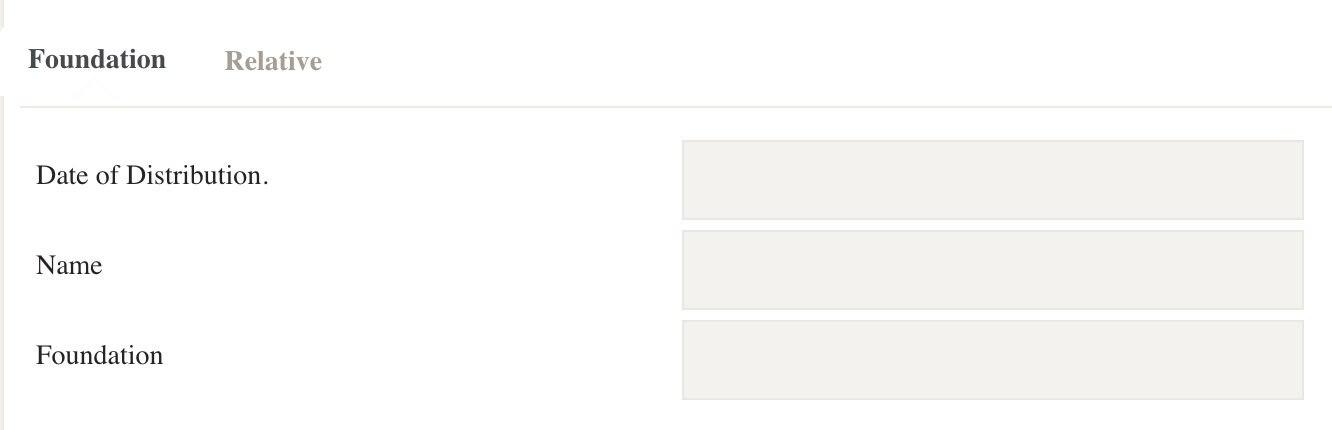 Foundation Relative
Date of Distribution.
Name
Foundation